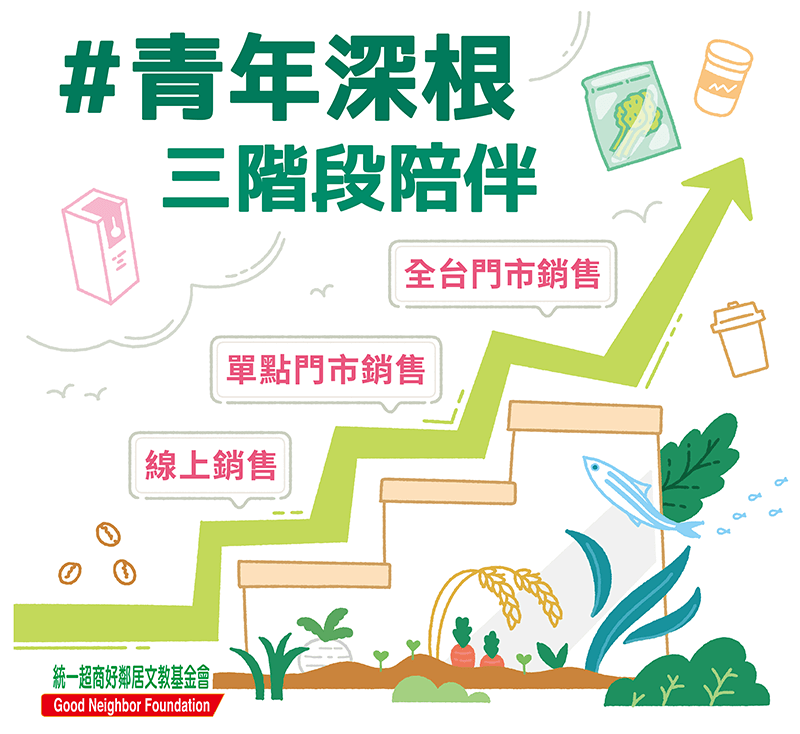 #青年深根
三階段陪伴
全台門市銷售
單點門市銷售
線上銷售
統一超商好鄰居文教基金會
Good Neighbor Foundation